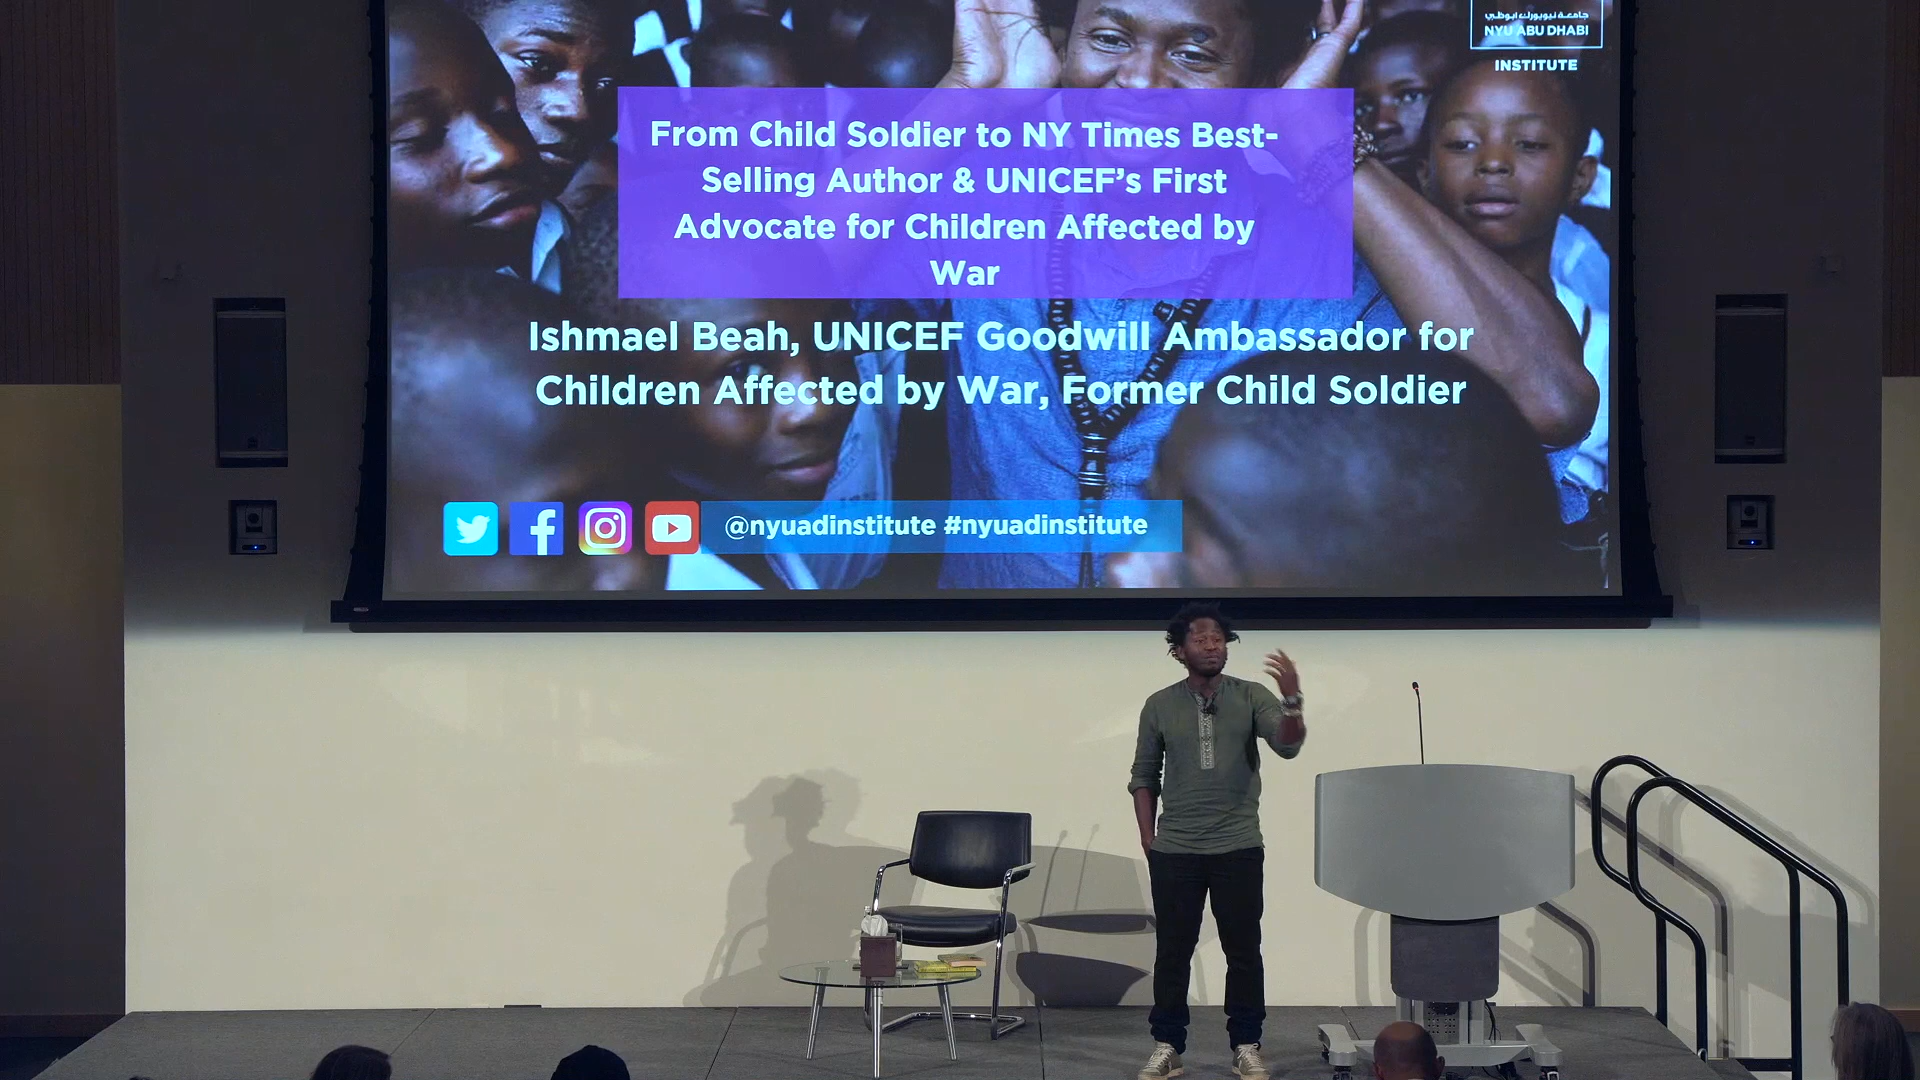 جامعة نيويورك أبوظبي
NYU ABU DHABI
INSTITUTE
From Child Soldier to NY Times Best-
Selling Author & UNICEF’s First
Advocate for Children Affected by
War
Ishmael Beah, UNICEF Goodwill Ambassador for
Children Affected by War, Former Child Soldier
@nyuadinstitute #nyuadinstitute